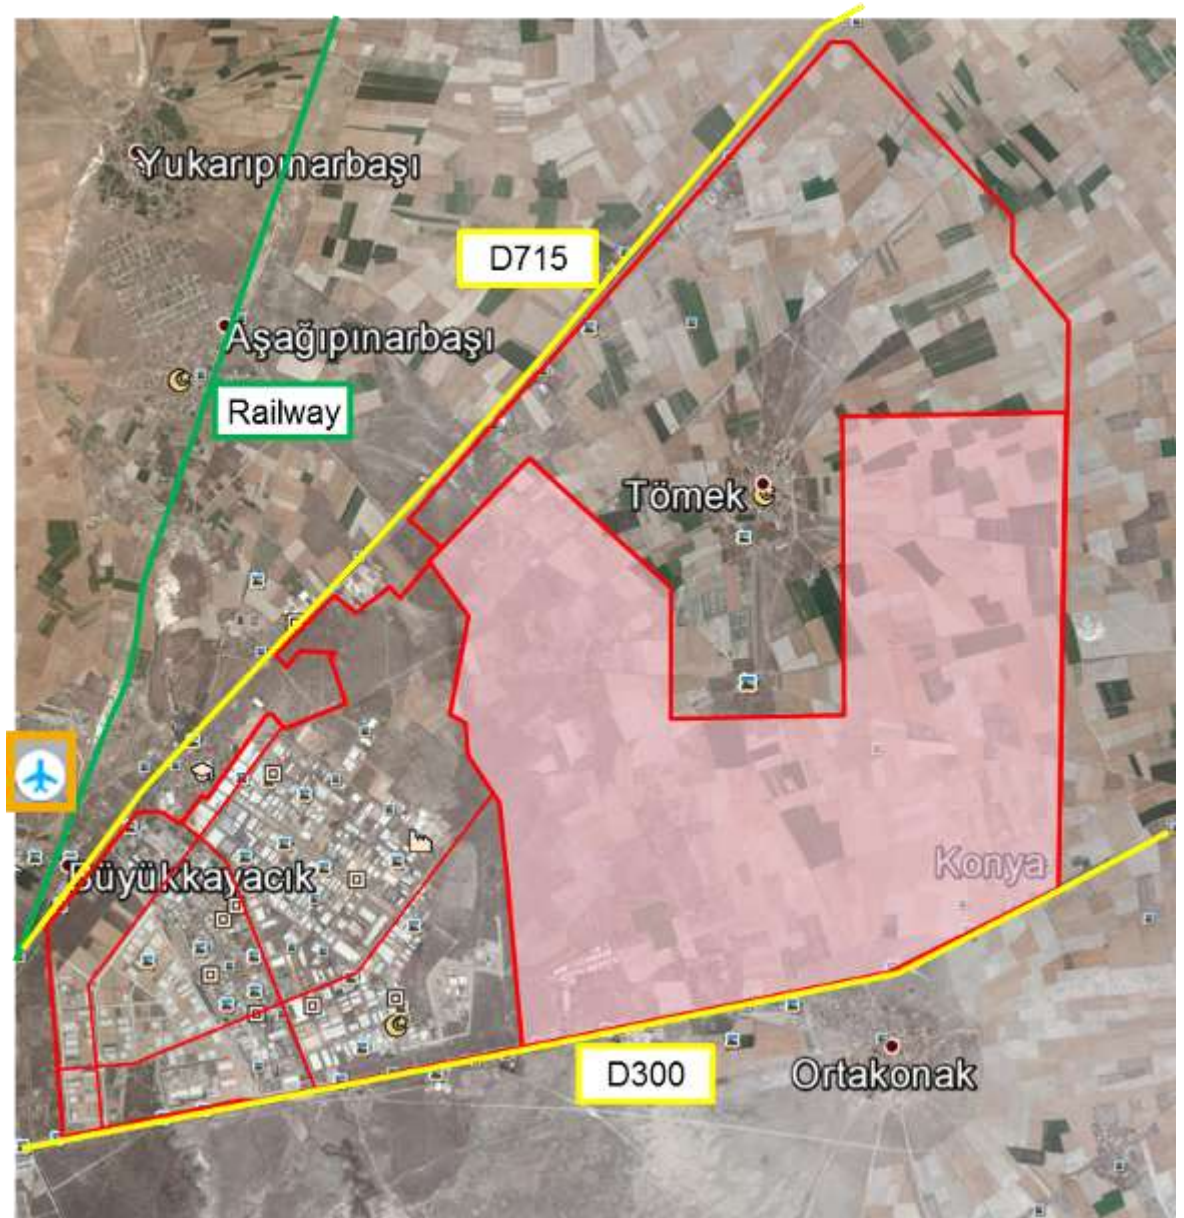 Yukarıpınarbaşı
D715
Aşağıpınarbaşı
Railway
Tömek
Konya
Büyükkayacık
D300
Ortakonak